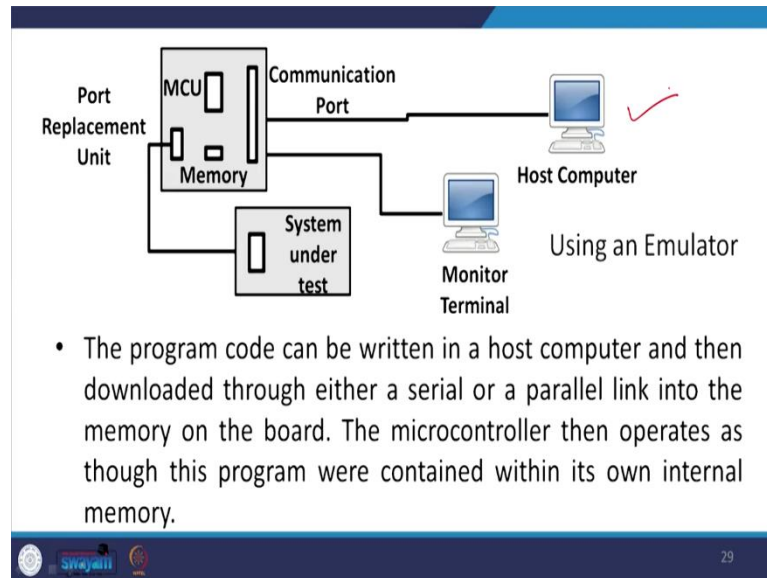 Port
Replacement
Unit
MCU
Memory
Communication
Port
System
under
test
Host Computer
Monitor
Terminal
Using an Emulator
• The program code can be written in a host computer and then
downloaded through either a serial or a parallel link into the
memory on the board. The microcontroller then operates as
though this program were contained within its own internal
memory.
swayam
29